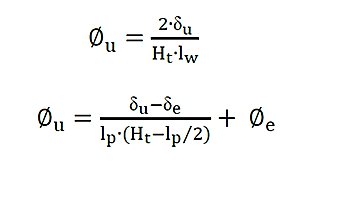 ∅u = 2·δu / Ht·lw
∅u = δu−δe / lp·(Ht−lp/2) + ∅e